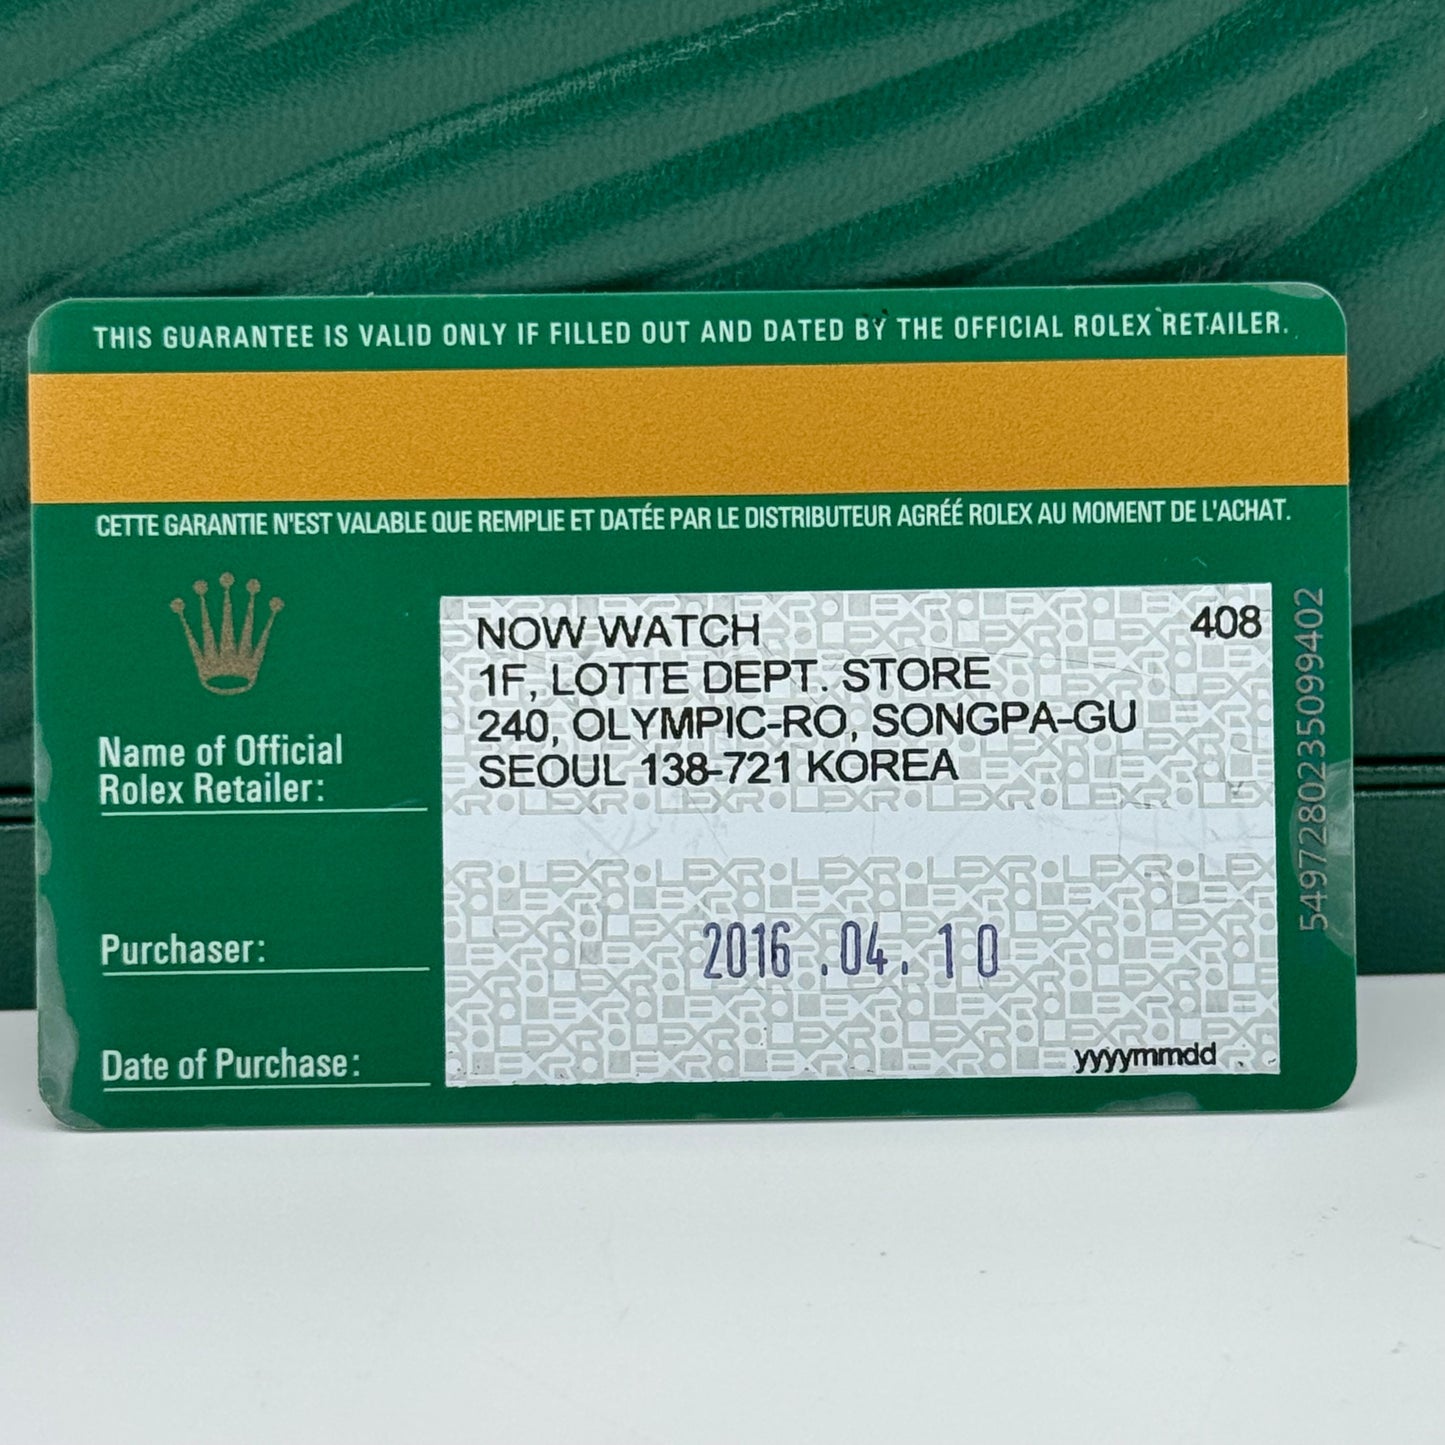 THIS GUARANTEE IS VALID ONLY IF FILLED OUT AND DATED BY THE OFFICIAL ROLEX RETAILER.
CETTE GARANTIE N'EST VALABLE QUE REMPLIE ET DATÉE PAR LE DISTRIBUTEUR AGRÉÉ ROLEX AU MOMENT DE L'ACHAT.
NOW WATCH 408
1F, LOTTE DEPT. STORE
240, OLYMPIC-RO, SONGPA-GU
SEOUL 138-721 KOREA
Name of Official
Rolex Retailer:
Purchaser:
2016 .04. 10
Date of Purchase:
yyyymmdd
5497280235099402